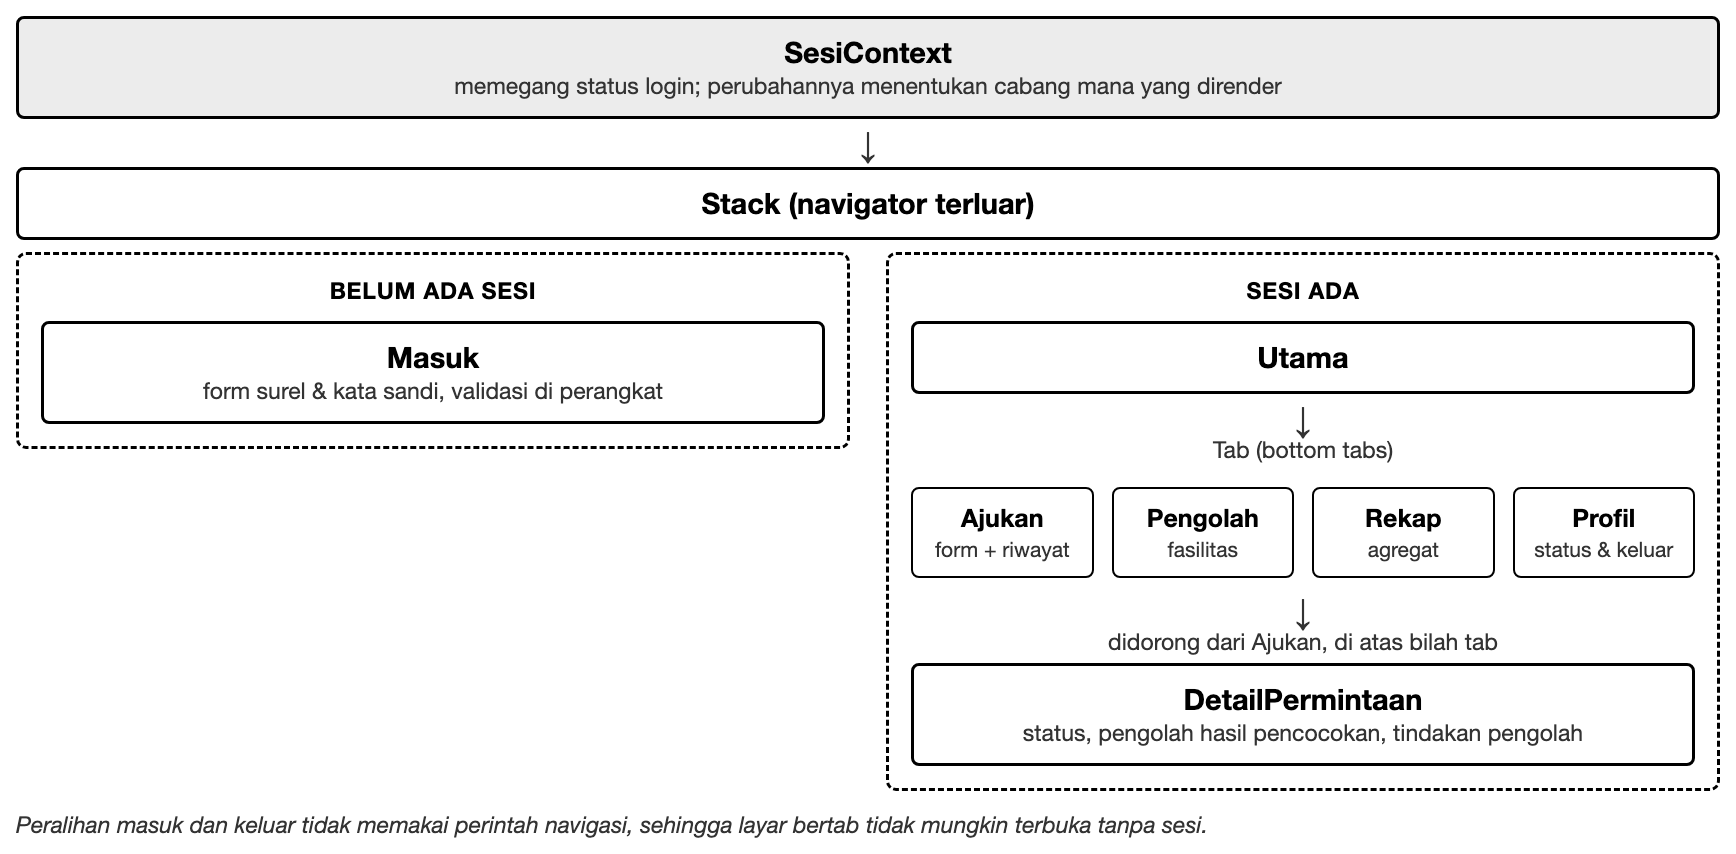 SesiContext
memegang status login; perubahannya menentukan cabang mana yang dirender
↓
Stack (navigator terluar)
BELUM ADA SESI
Masuk
form surel & kata sandi, validasi di perangkat
SESI ADA
Utama
↓
Tab (bottom tabs)
Ajukan
form + riwayat
Pengolah
fasilitas
Rekap
agregat
Profil
status & keluar
↓
didorong dari Ajukan, di atas bilah tab
DetailPermintaan
status, pengolah hasil pencocokan, tindakan pengolah
Peralihan masuk dan keluar tidak memakai perintah navigasi, sehingga layar bertab tidak mungkin terbuka tanpa sesi.